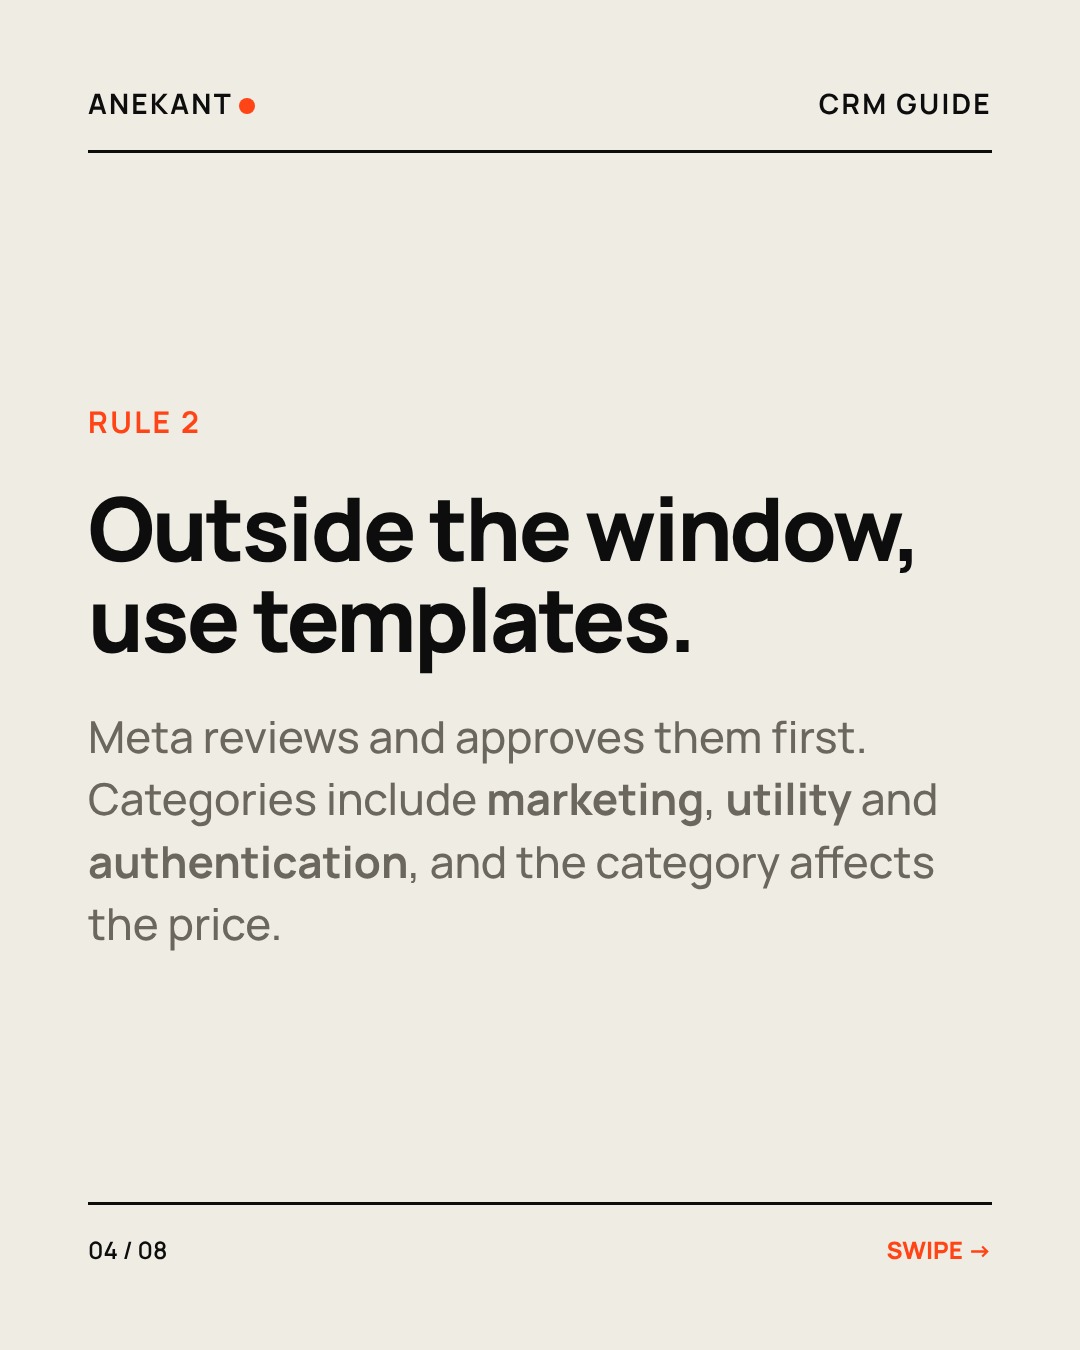 ANEKANT
CRM GUIDE
RULE 2
Outside the window,
use templates.
Meta reviews and approves them first.
Categories include marketing, utility and
authentication, and the category affects
the price.
04 / 08
SWIPE →